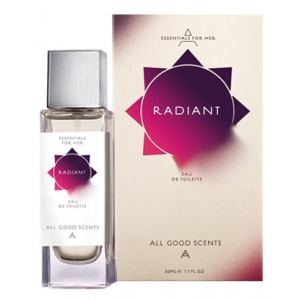 ESSENTIALS FOR HER
RADIANT
EAU
DE TOILETTE
ALL GOOD SCENTS
50ML ℮ 1.7 FL OZ
ESSENTIALS
FOR HER
RADIANT
EAU
DE TOILETTE
ALL GOOD SCENTS